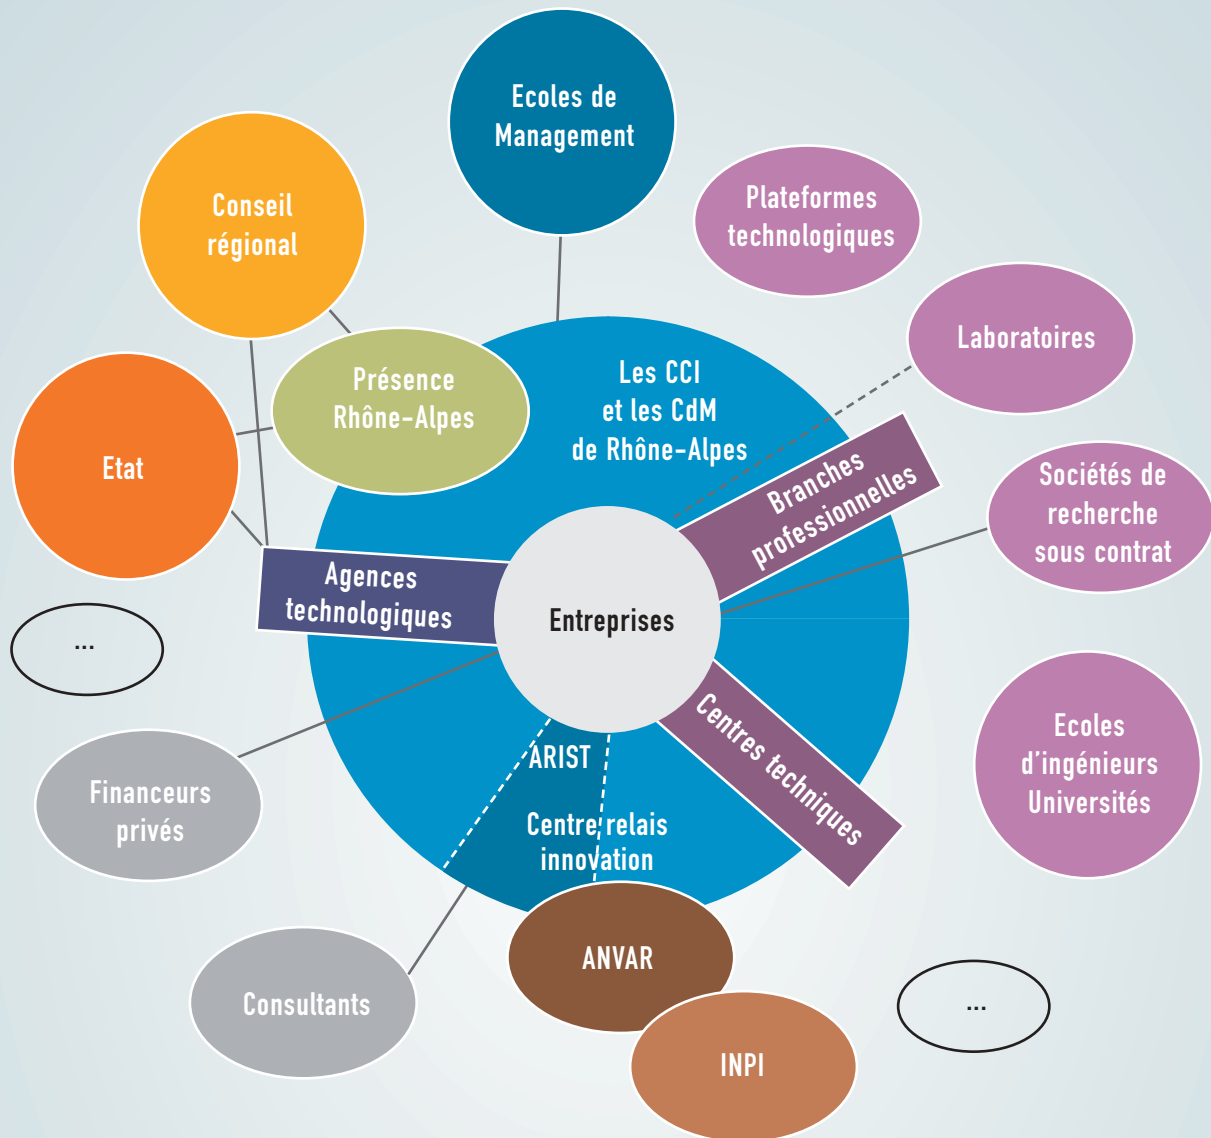 Ecoles de
Management
Plateformes
technologiques
Conseil
régional
Laboratoires
Présence
Rhône-Alpes
Les CCI
et les CdM
de Rhône-Alpes
Etat
Branches
professionnelles
Sociétés de
recherche
sous contrat
Agences
technologiques
Entreprises
...
Centres techniques
Ecoles
d'ingénieurs
Universités
ARIST
Centre relais
innovation
Financeurs
privés
ANVAR
Consultants
...
INPI